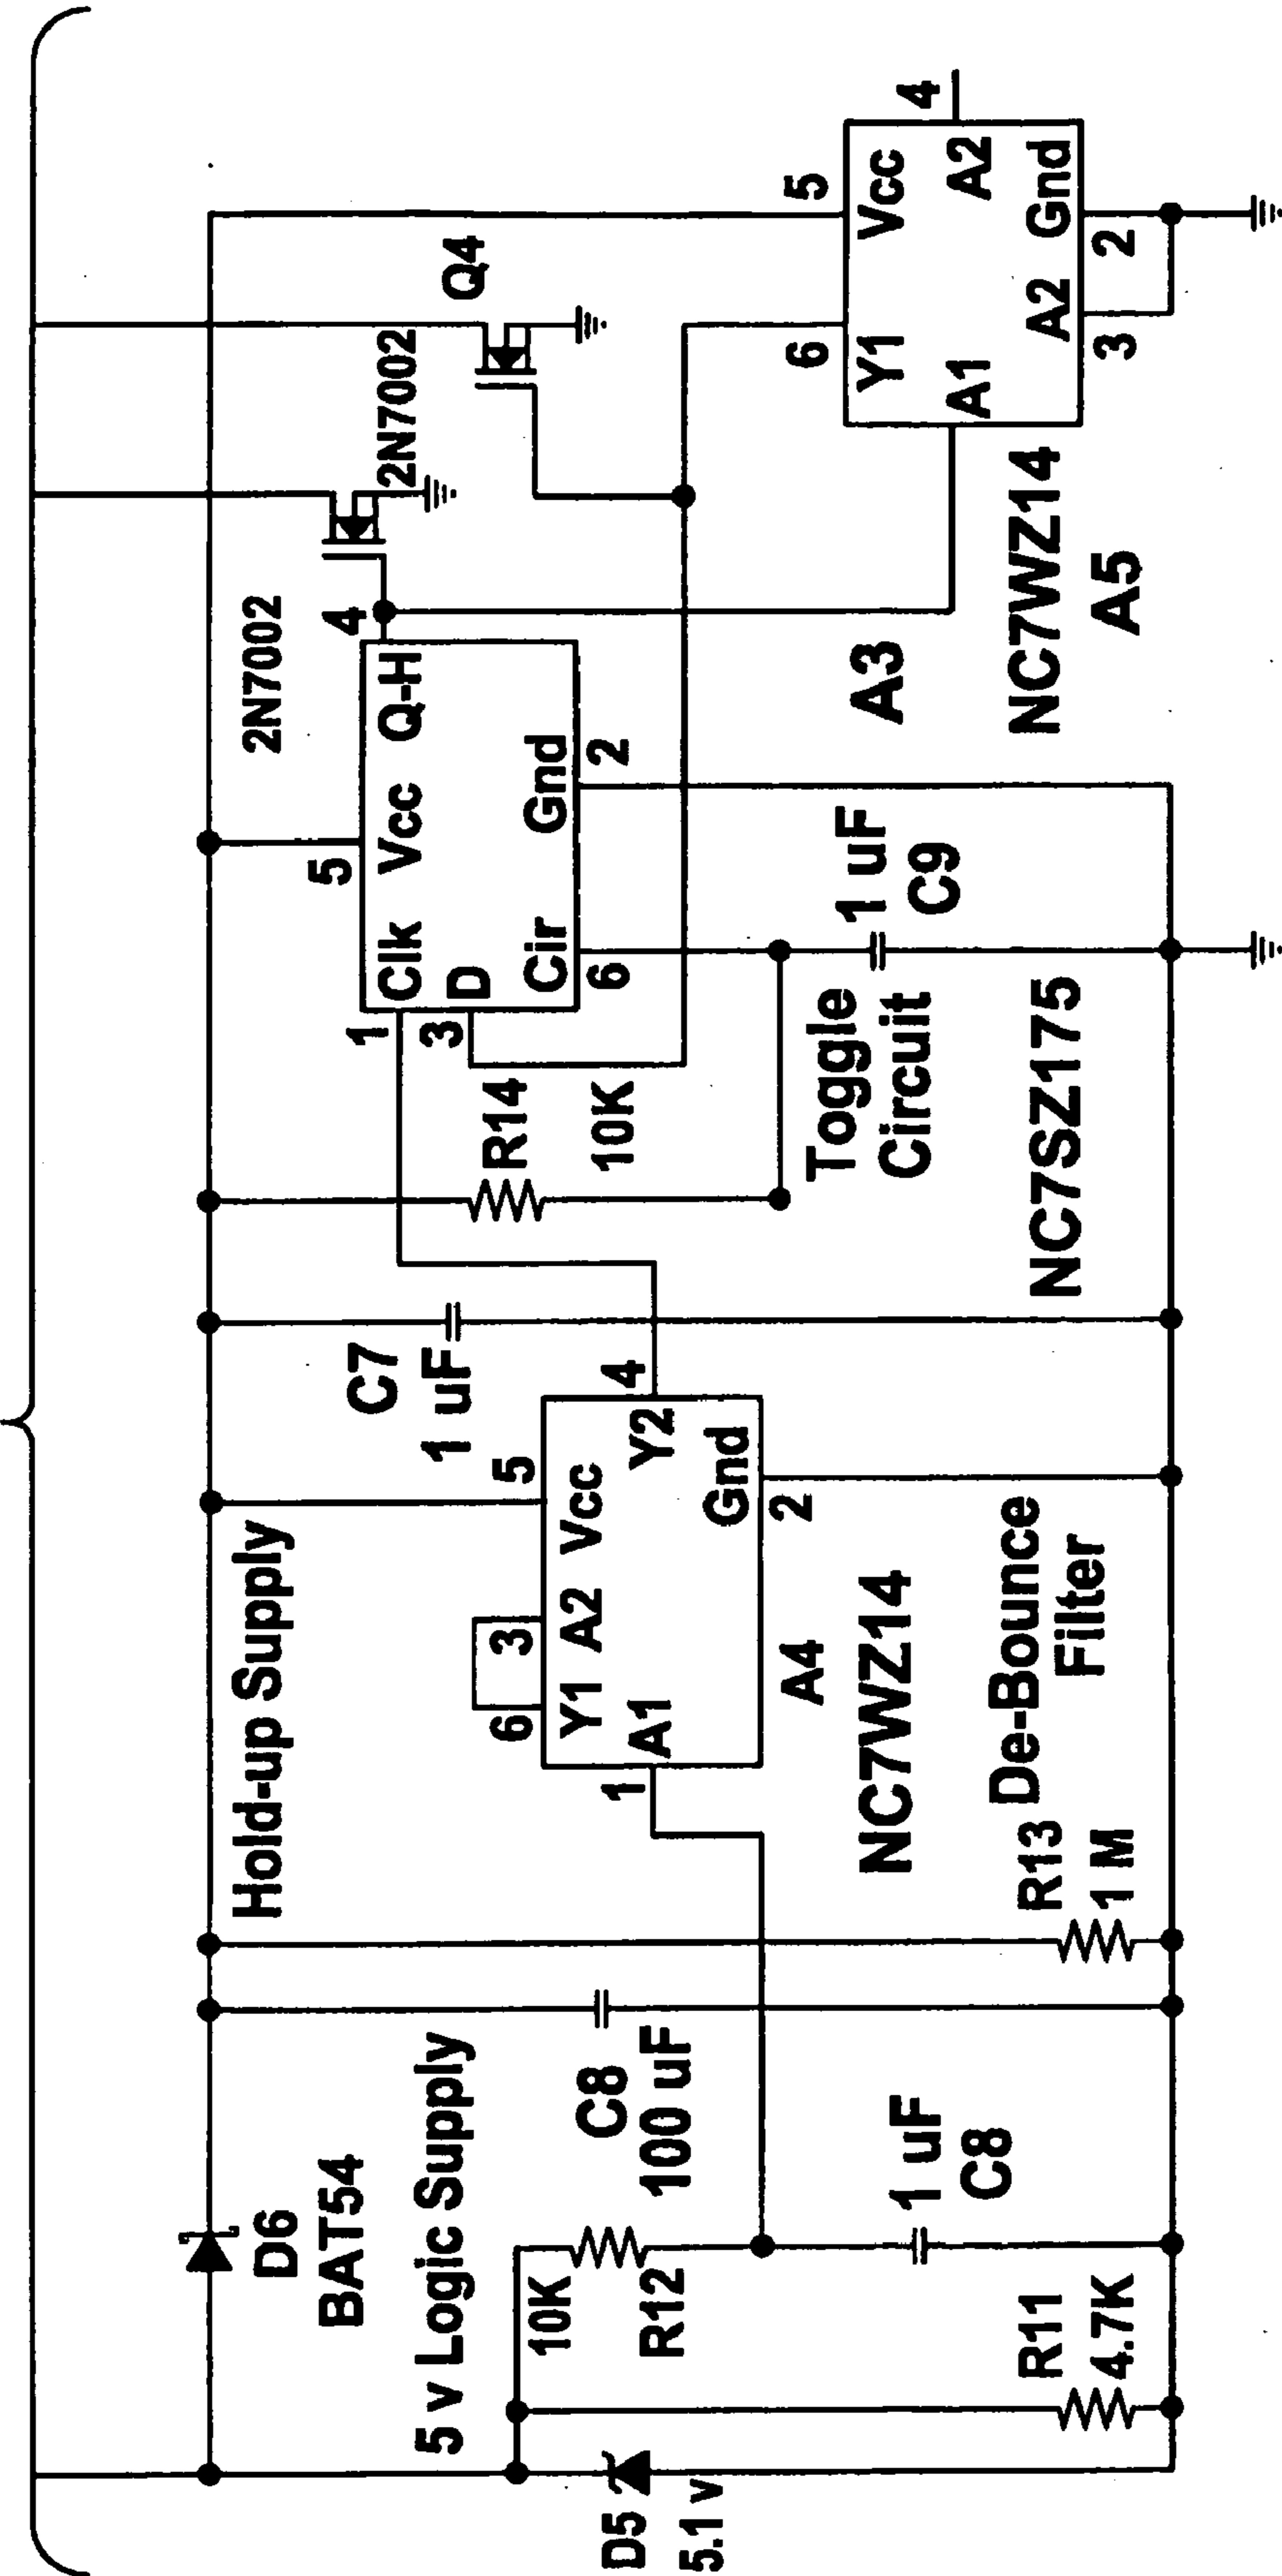 D6
BAT54
5 v Logic Supply
Hold-up Supply
D5
5.1 v
10K
R12
R11
4.7K
C8
100 uF
1 uF
C8
R13
1 M
De-Bounce
Filter
1
6
3
5
4
2
Y1
A2
Vcc
A1
Y2
Gnd
A4
NC7WZ14
C7
1 uF
R14
10K
Toggle
Circuit
1
3
5
4
6
2
Clk
Vcc
Q-H
D
Clr
Gnd
1 uF
C9
NC7SZ175
A3
2N7002
2N7002
Q4
6
5
4
3
2
Y1
Vcc
A1
A2
A2
Gnd
NC7WZ14
A5